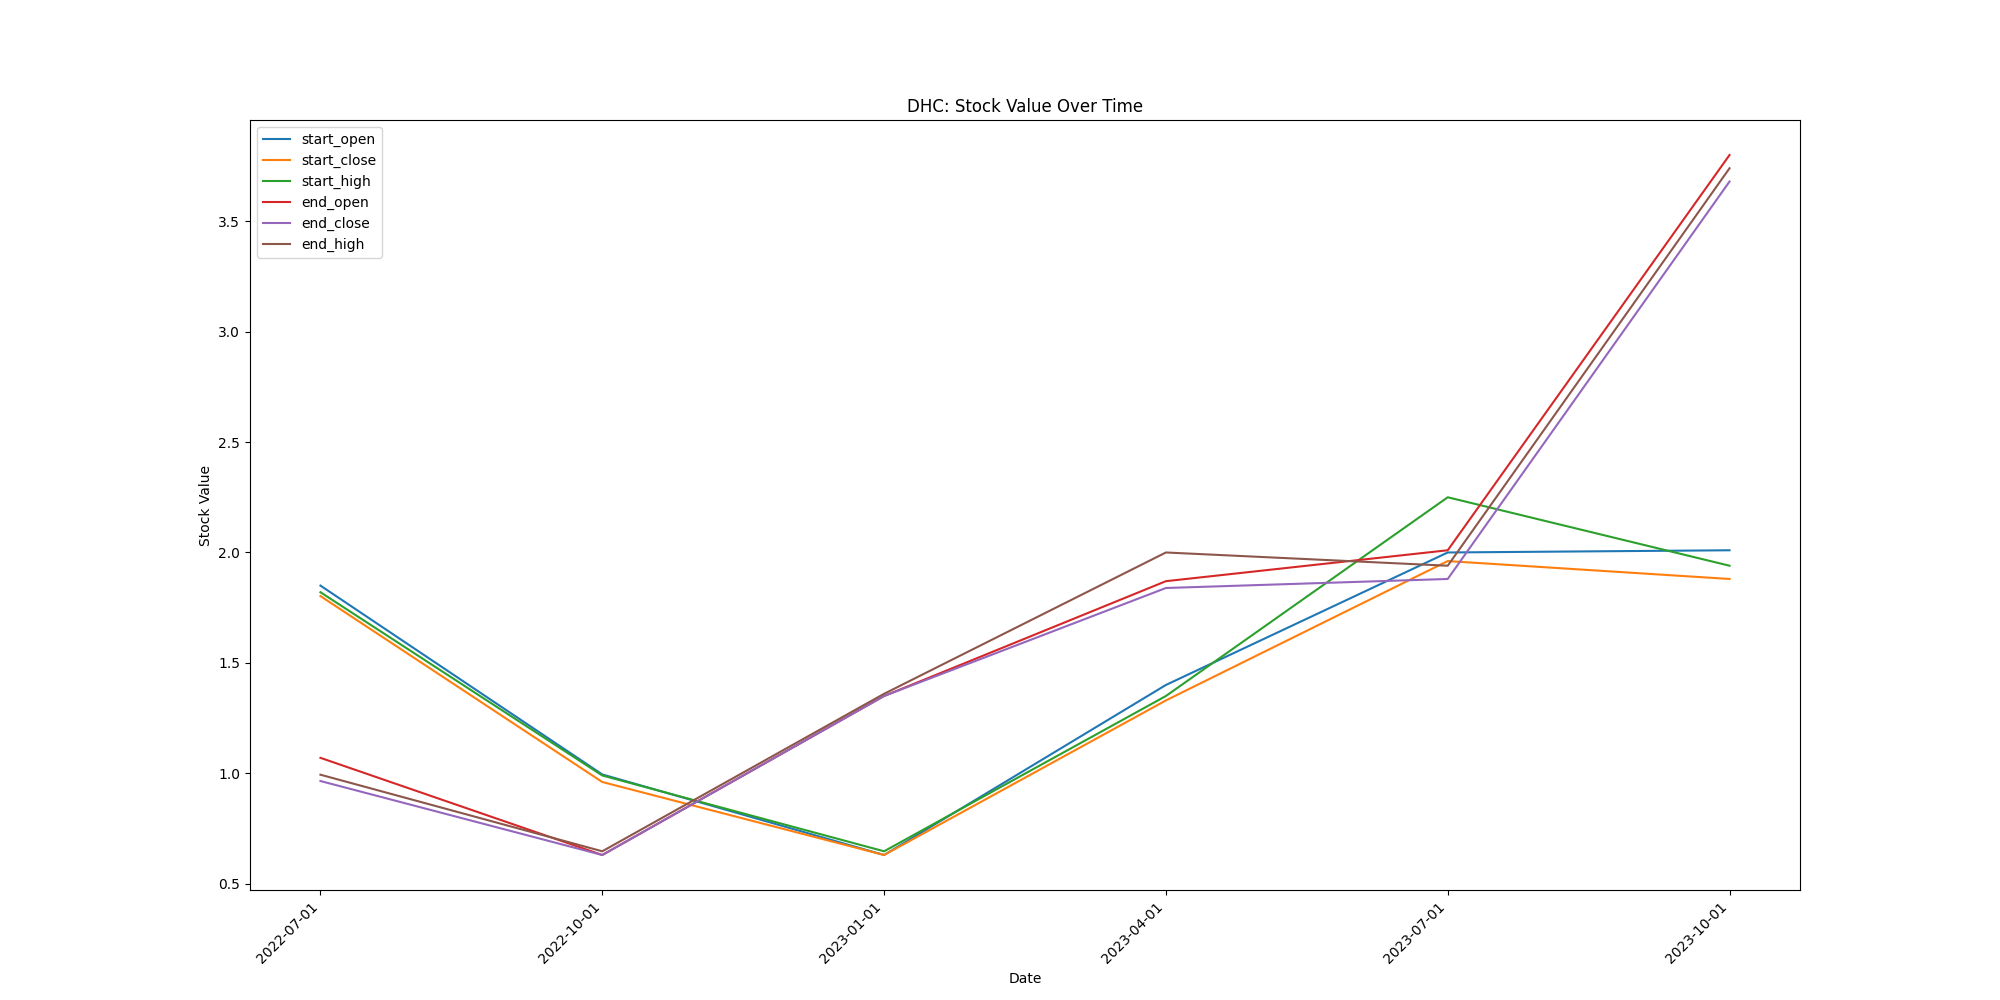 DHC: Stock Value Over Time
start_open
start_close
start_high
end_open
end_close
end_high
Stock Value
3.5
3.0
2.5
2.0
1.5
1.0
0.5
2022-07-01
2022-10-01
2023-01-01
2023-04-01
2023-07-01
2023-10-01
Date